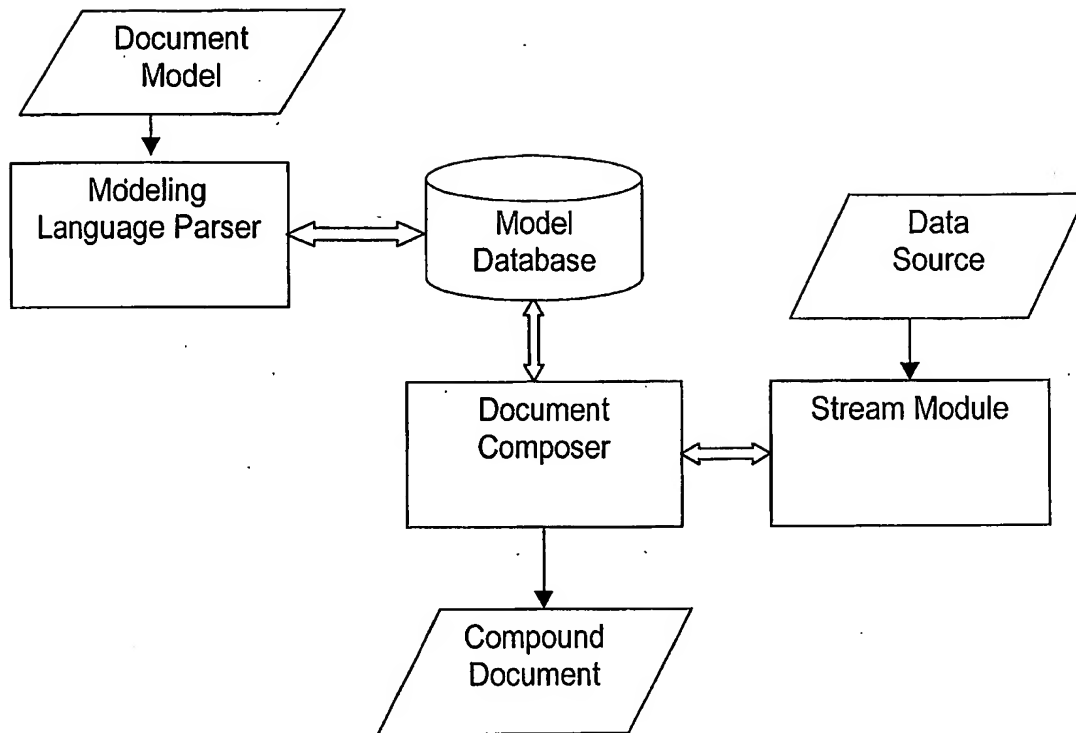 Document
Model
Modeling
Language Parser
Model
Database
Data
Source
Document
Composer
Stream Module
Compound
Document